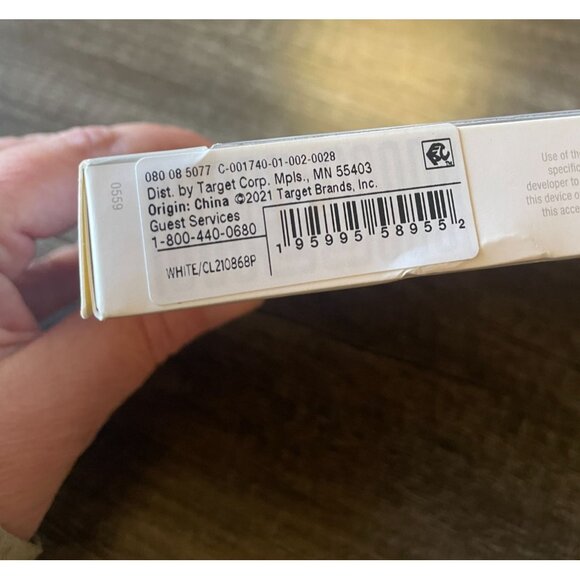 080 08 5077 C-001740-01-002-0028
Dist. by Target Corp. Mpls., MN 55403
Origin: China ©2021 Target Brands, Inc.
Guest Services
1-800-440-0680
1 95995 58955 2
WHITE/CL210868P
0559
Use of th
specific
developer to
this device o
this acce